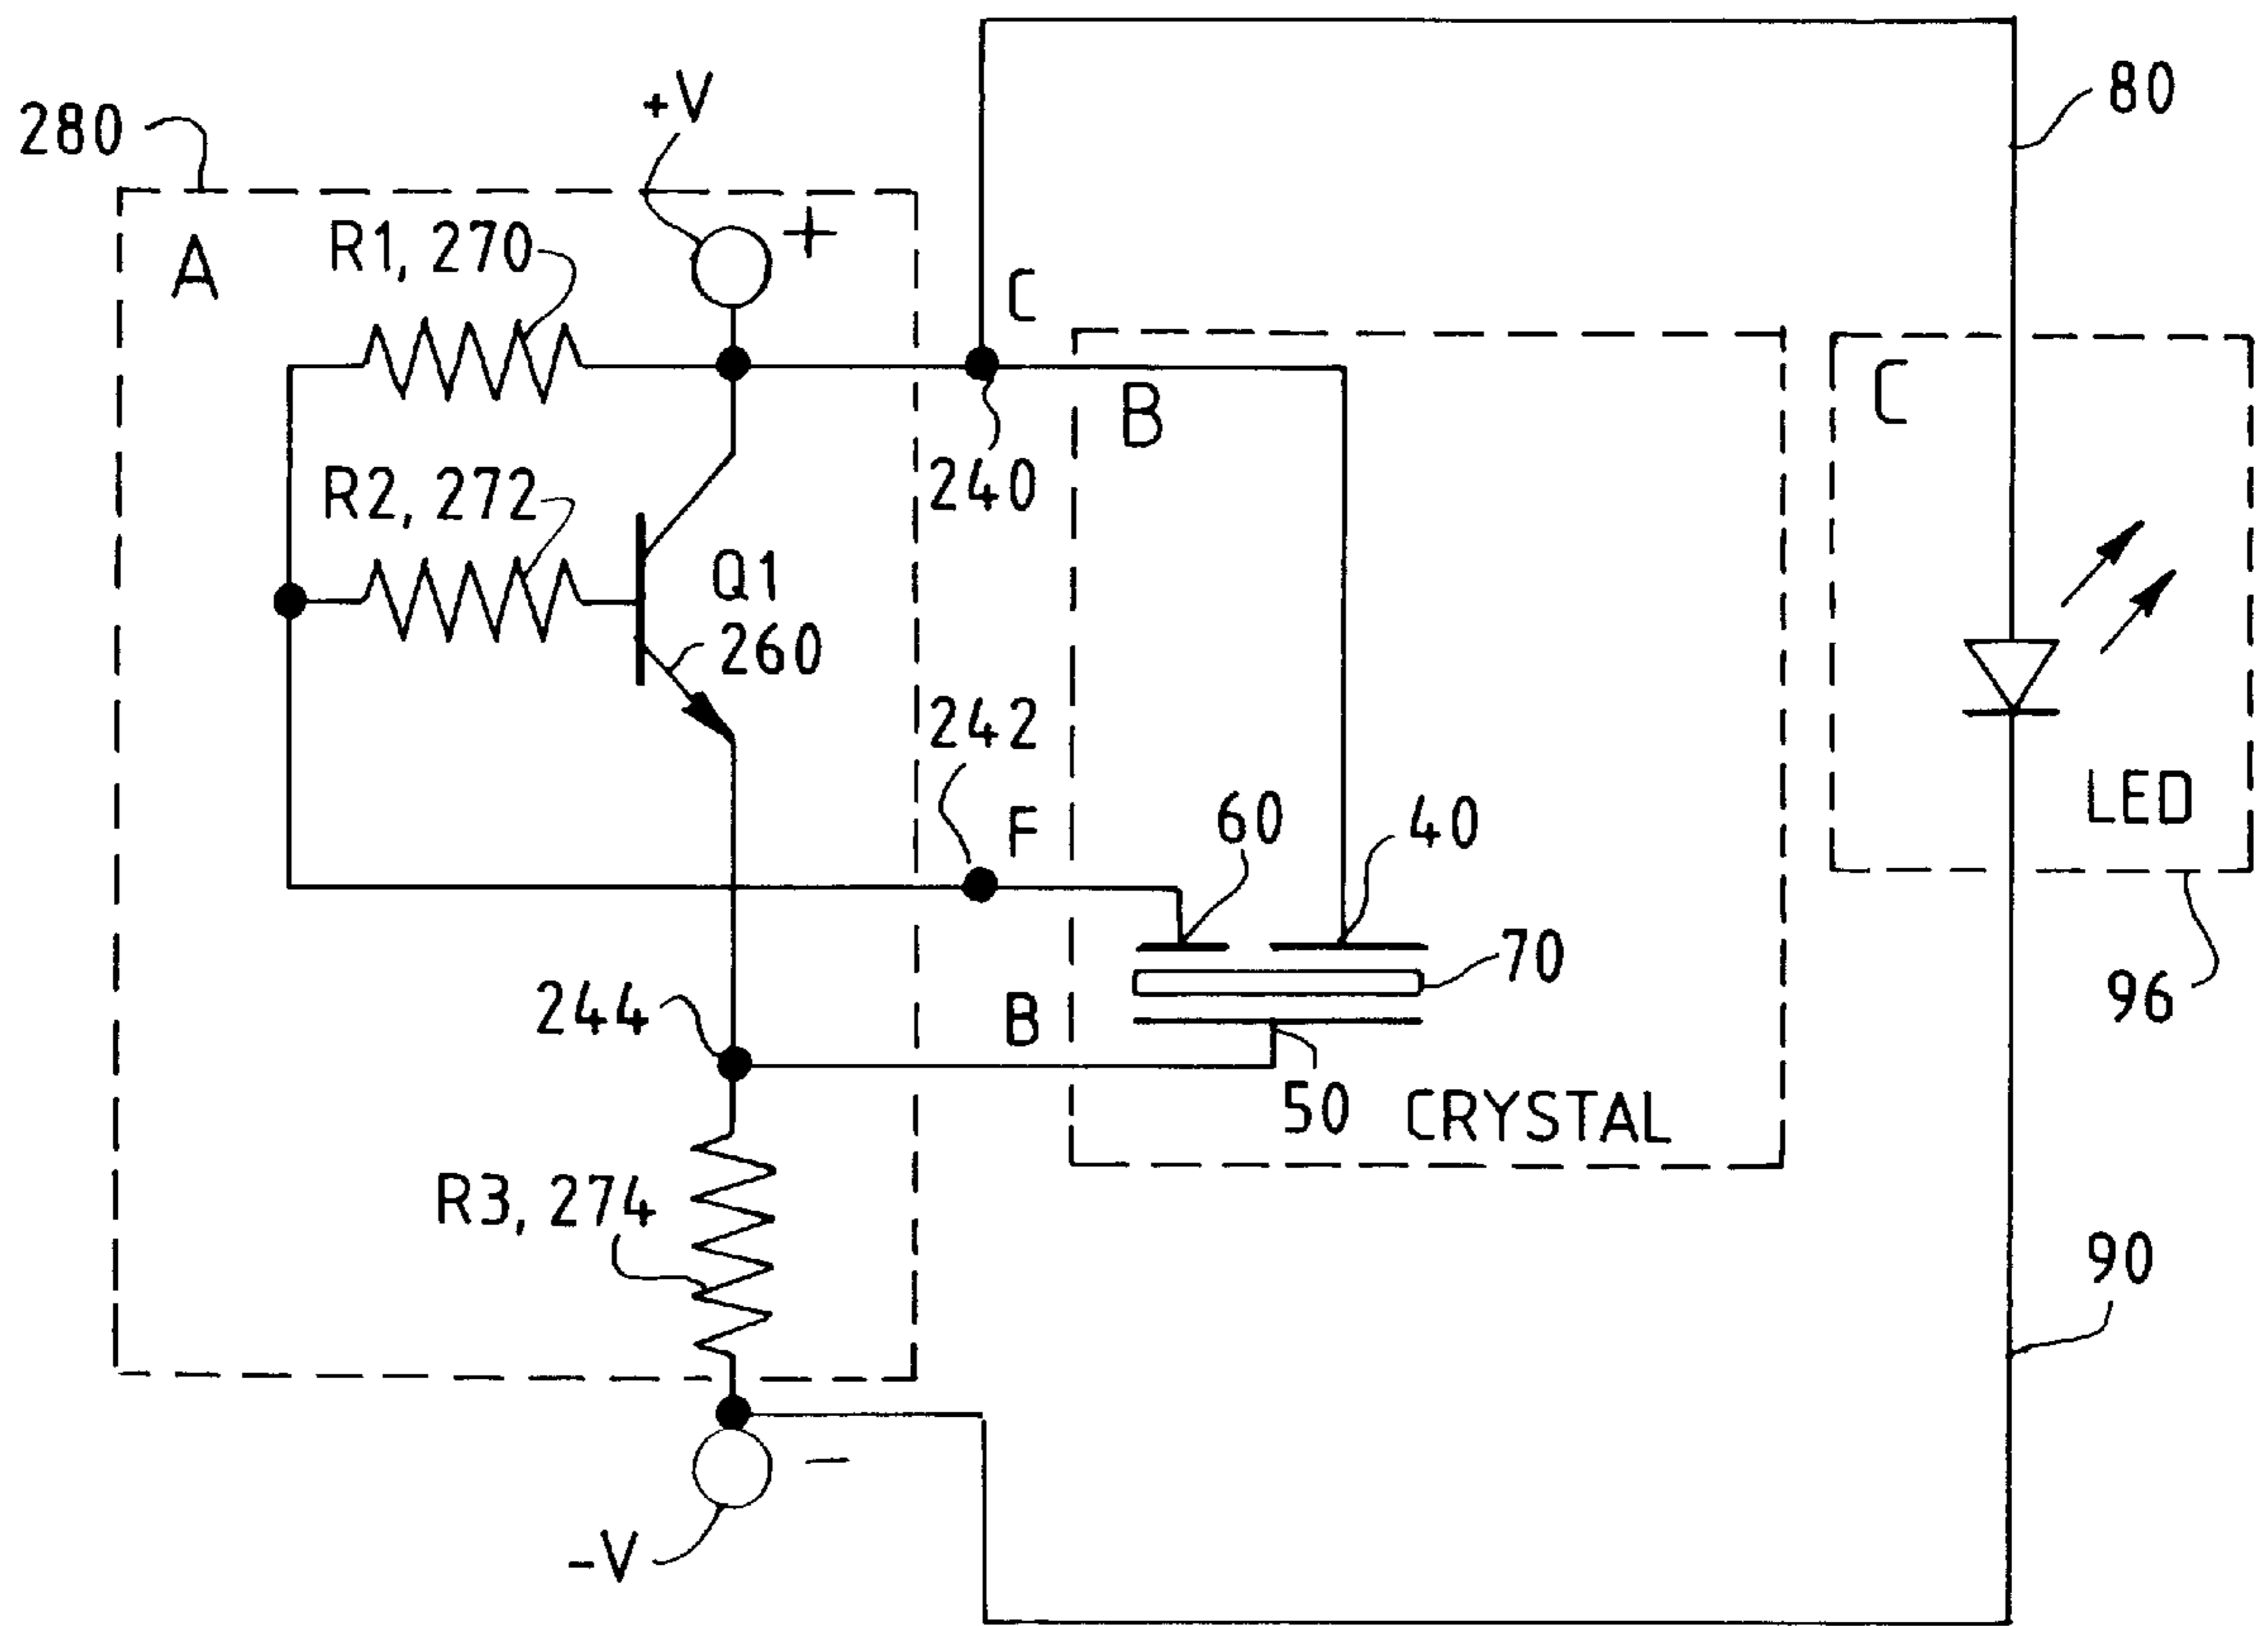 80
+V
280
+
A
R1, 270
C
B
C
240
R2, 272
Q1
260
242
F
60
40
LED
70
96
244
B
50
CRYSTAL
R3, 274
90
-
-V